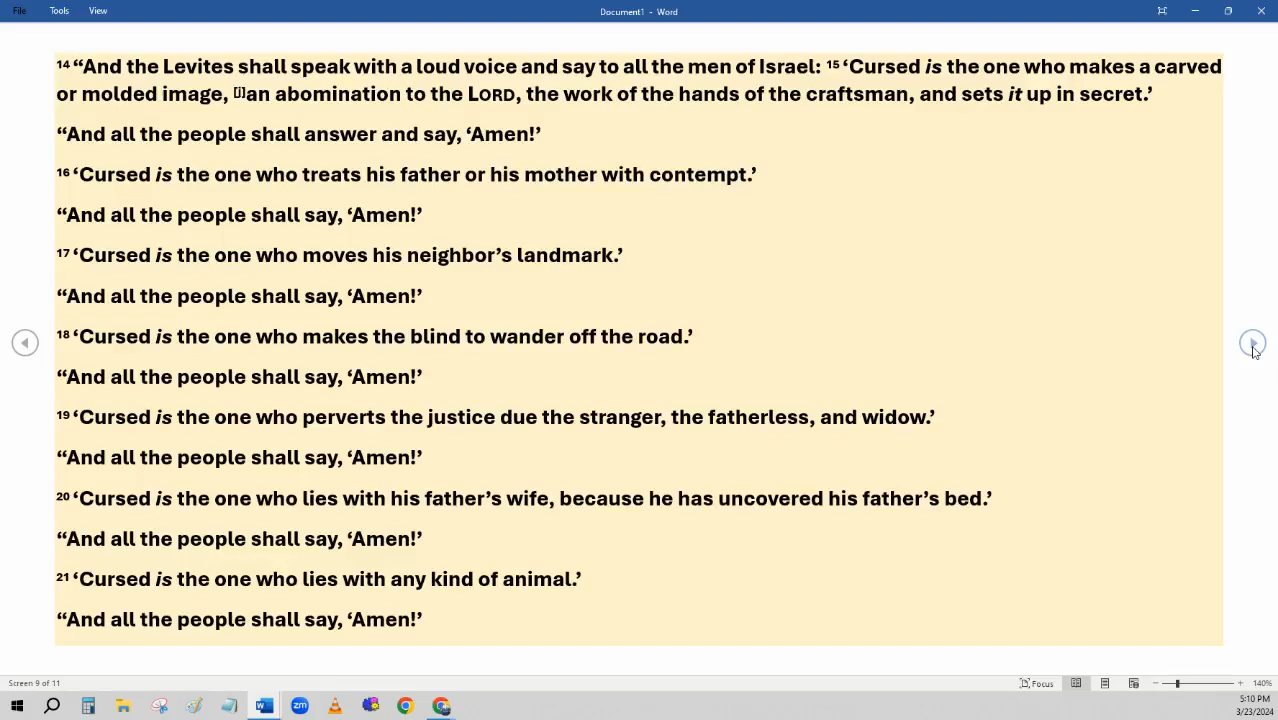 File Tools View Document1 - Word
¹⁴ “And the Levites shall speak with a loud voice and say to all the men of Israel: ¹⁵ ‘Cursed is the one who makes a carved
or molded image, [j]an abomination to the LORD, the work of the hands of the craftsman, and sets it up in secret.’
“And all the people shall answer and say, ‘Amen!’
¹⁶ ‘Cursed is the one who treats his father or his mother with contempt.’
“And all the people shall say, ‘Amen!’
¹⁷ ‘Cursed is the one who moves his neighbor’s landmark.’
“And all the people shall say, ‘Amen!’
¹⁸ ‘Cursed is the one who makes the blind to wander off the road.’
“And all the people shall say, ‘Amen!’
¹⁹ ‘Cursed is the one who perverts the justice due the stranger, the fatherless, and widow.’
“And all the people shall say, ‘Amen!’
²⁰ ‘Cursed is the one who lies with his father’s wife, because he has uncovered his father’s bed.’
“And all the people shall say, ‘Amen!’
²¹ ‘Cursed is the one who lies with any kind of animal.’
“And all the people shall say, ‘Amen!’
Screen 9 of 11 Focus 140%
zm
5:10 PM
3/23/2024